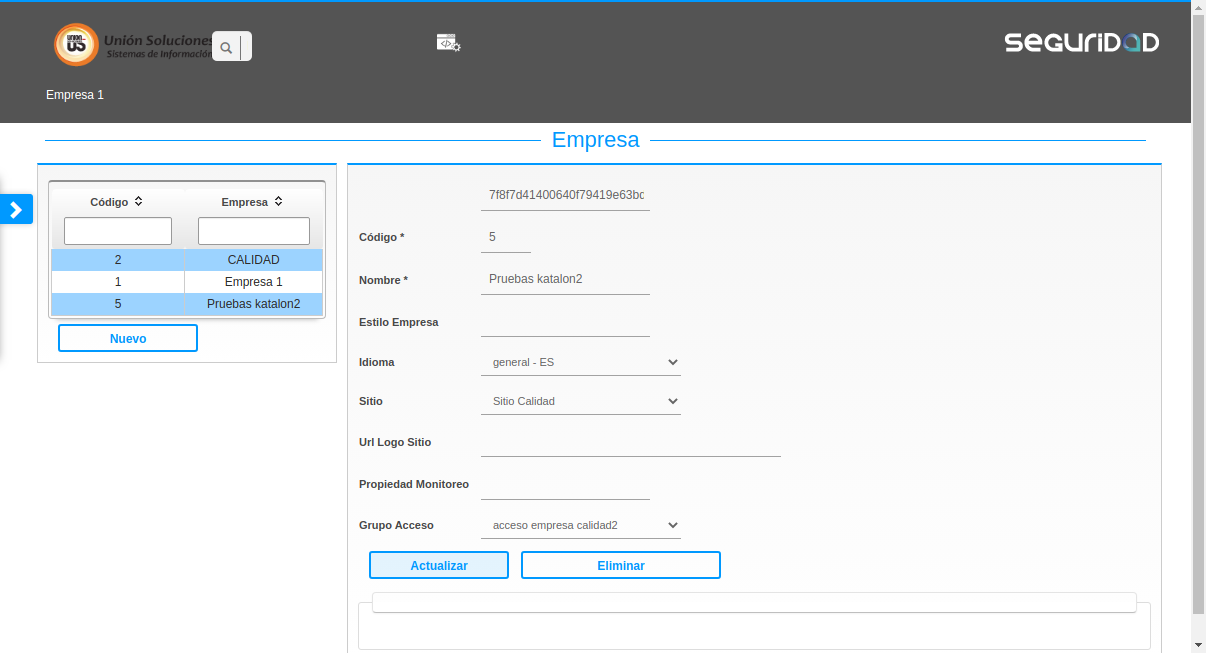 UNION
US
Unión Soluciones
Sistemas de Información
seguridad
Empresa 1
Empresa
Código
Empresa
2 CALIDAD
1 Empresa 1
5 Pruebas katalon2
Nuevo
7f8f7d41400640f79419e63bc
Código * 5
Nombre * Pruebas katalon2
Estilo Empresa
Idioma general - ES
Sitio Sitio Calidad
Url Logo Sitio
Propiedad Monitoreo
Grupo Acceso acceso empresa calidad2
Actualizar Eliminar